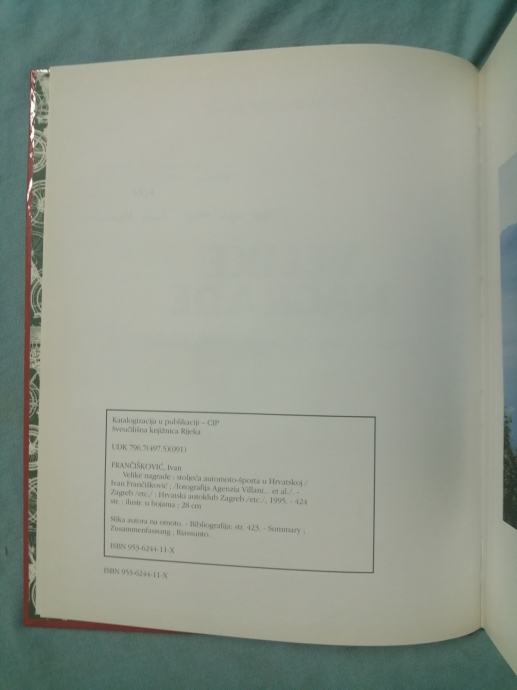 Katalogizacija u publikaciji – CIP
Sveučilišna knjižnica Rijeka
UDK 796.7(497.5)(091)
FRANČIŠKOVIĆ, Ivan
Velike nagrade : stoljeća automoto-športa u Hrvatskoj /
Ivan Frančišković ; /fotografija Agenzia Villani... et al./. -
Zagreb /etc./ : Hrvatski autoklub Zagreb /etc./, 1995. - 424
str. : ilustr. u bojama ; 28 cm
Slika autora na omotu. - Bibliografija: str. 423. - Summary ;
Zusammenfassung ; Riassunto.
ISBN 953-6244-11-X
ISBN 953-6244-11-X